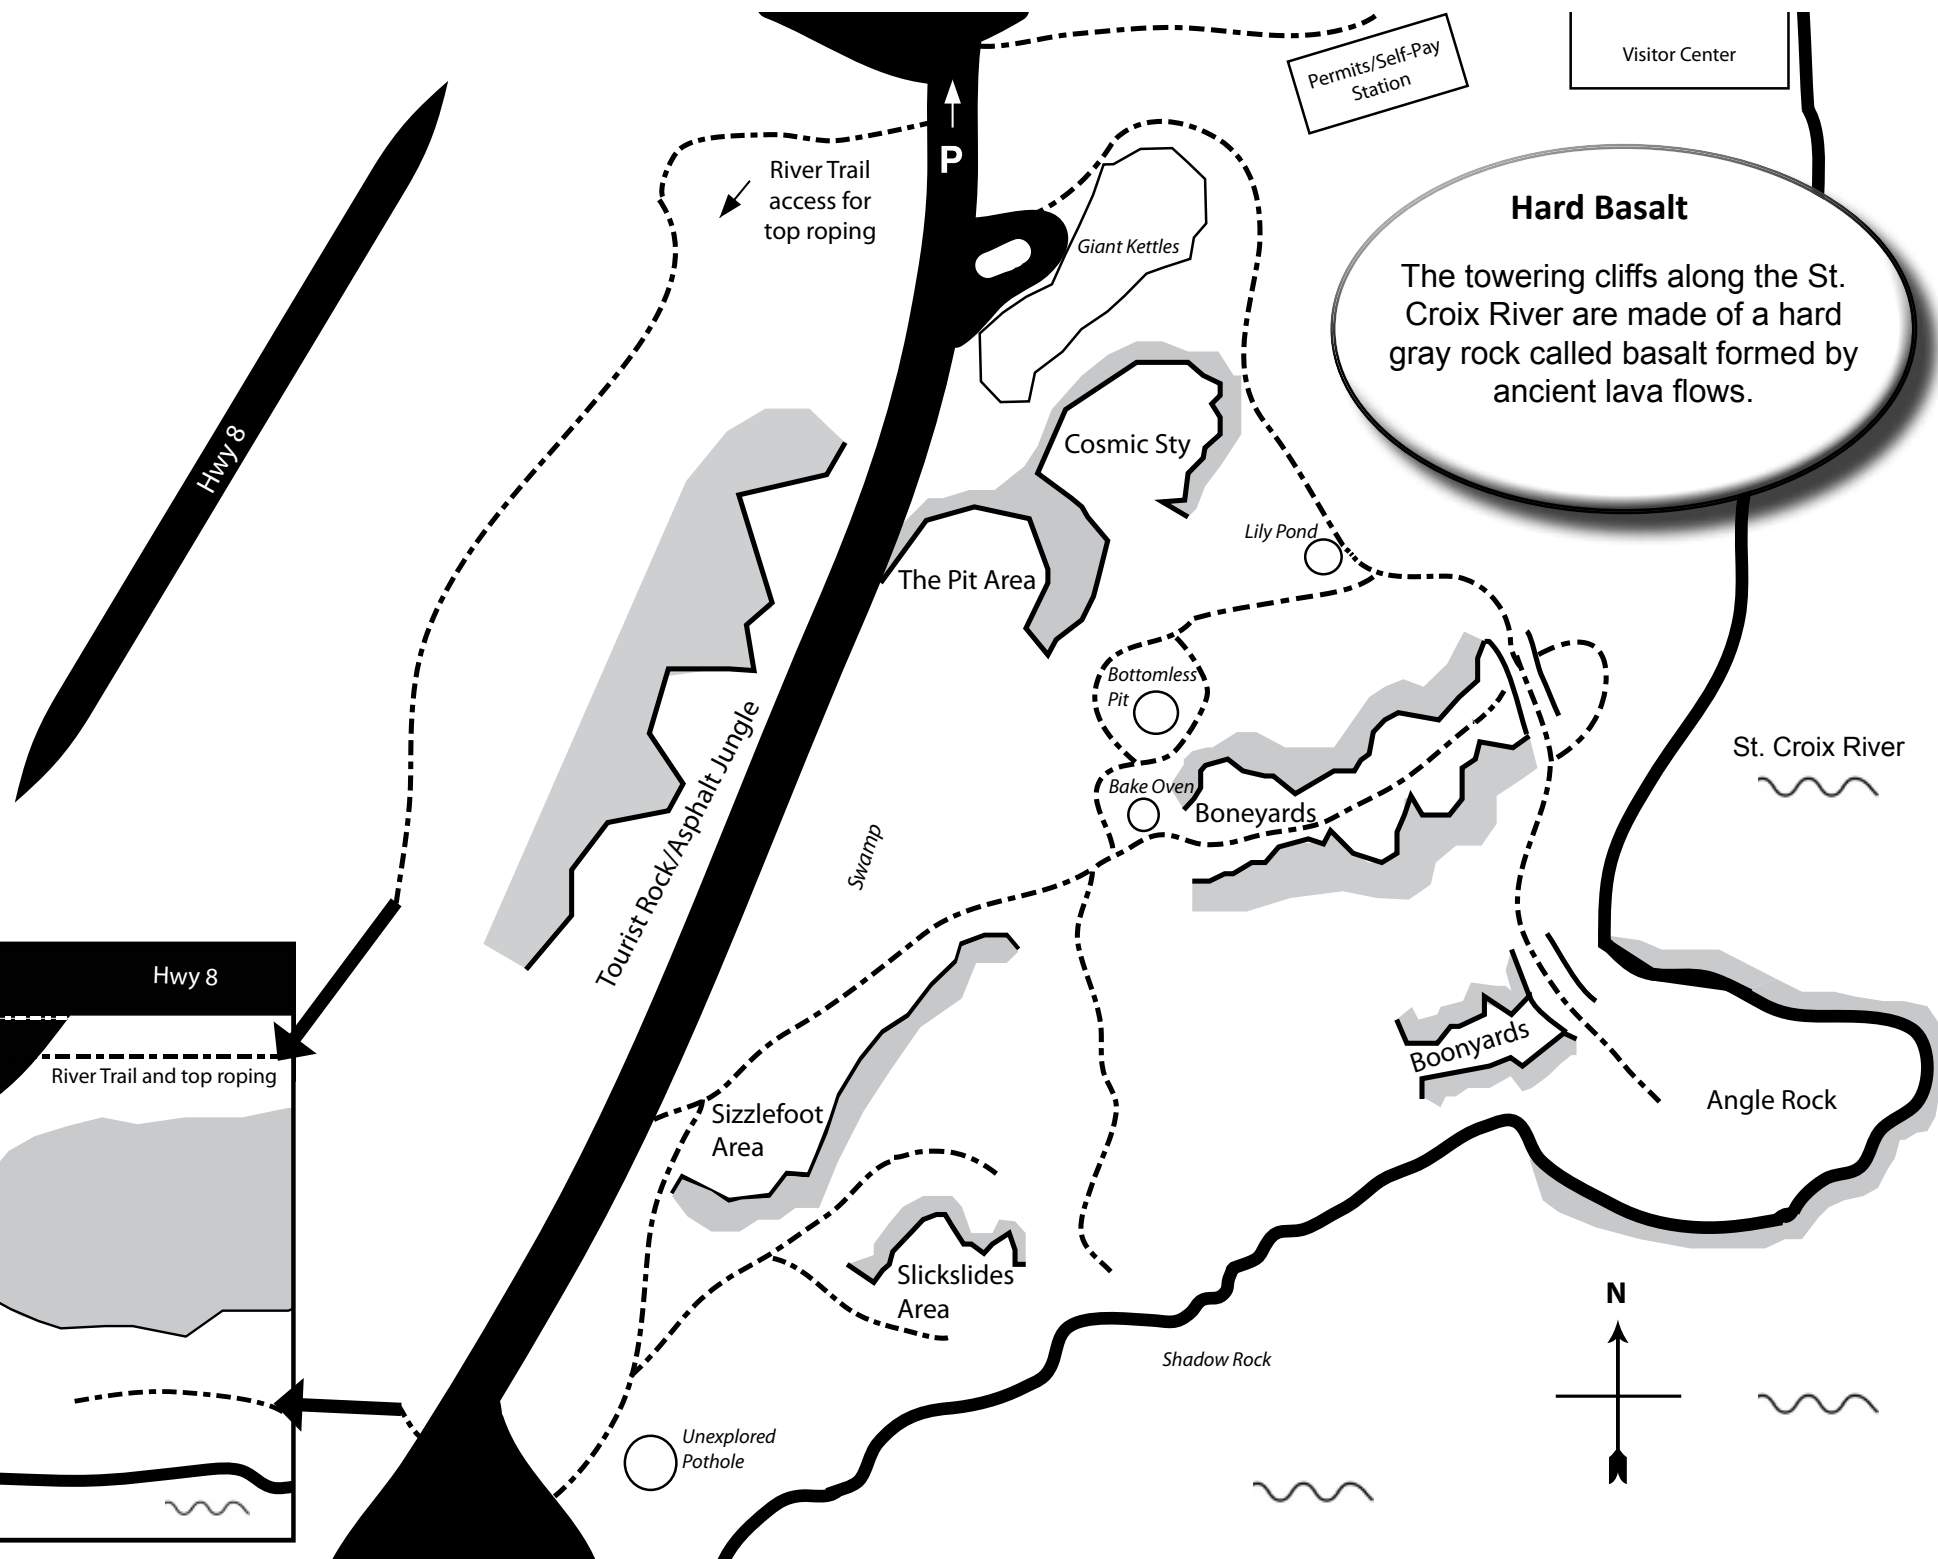 Visitor Center
Permits/Self-Pay
Station
P
River Trail
access for
top roping
Giant Kettles
Hard Basalt
The towering cliffs along the St.
Croix River are made of a hard
gray rock called basalt formed by
ancient lava flows.
Hwy 8
Cosmic Sty
Lily Pond
The Pit Area
Bottomless
Pit
St. Croix River
Tourist Rock/Asphalt Jungle
Bake Oven
Boneyards
Swamp
Hwy 8
River Trail and top roping
Boonyards
Angle Rock
Sizzlefoot
Area
Slickslides
Area
N
Shadow Rock
Unexplored
Pothole